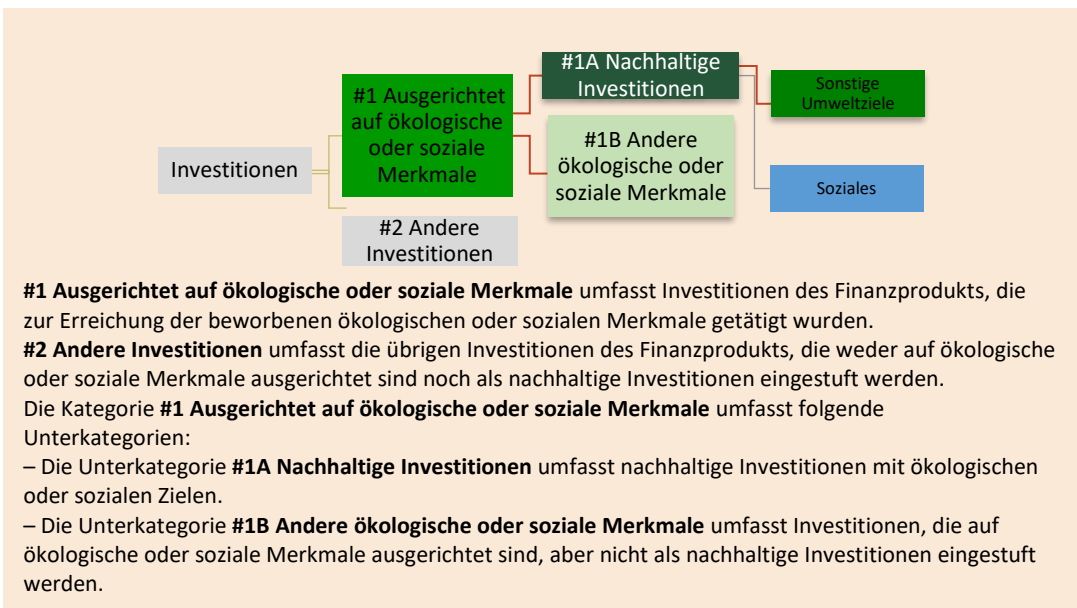 #1A Nachhaltige
Investitionen
Sonstige
Umweltziele
#1 Ausgerichtet
auf ökologische
oder soziale
Merkmale
#1B Andere
ökologische oder
soziale Merkmale
Investitionen
Soziales
#2 Andere
Investitionen
#1 Ausgerichtet auf ökologische oder soziale Merkmale umfasst Investitionen des Finanzprodukts, die
zur Erreichung der beworbenen ökologischen oder sozialen Merkmale getätigt wurden.
#2 Andere Investitionen umfasst die übrigen Investitionen des Finanzprodukts, die weder auf ökologische
oder soziale Merkmale ausgerichtet sind noch als nachhaltige Investitionen eingestuft werden.
Die Kategorie #1 Ausgerichtet auf ökologische oder soziale Merkmale umfasst folgende
Unterkategorien:
– Die Unterkategorie #1A Nachhaltige Investitionen umfasst nachhaltige Investitionen mit ökologischen
oder sozialen Zielen.
– Die Unterkategorie #1B Andere ökologische oder soziale Merkmale umfasst Investitionen, die auf
ökologische oder soziale Merkmale ausgerichtet sind, aber nicht als nachhaltige Investitionen eingestuft
werden.